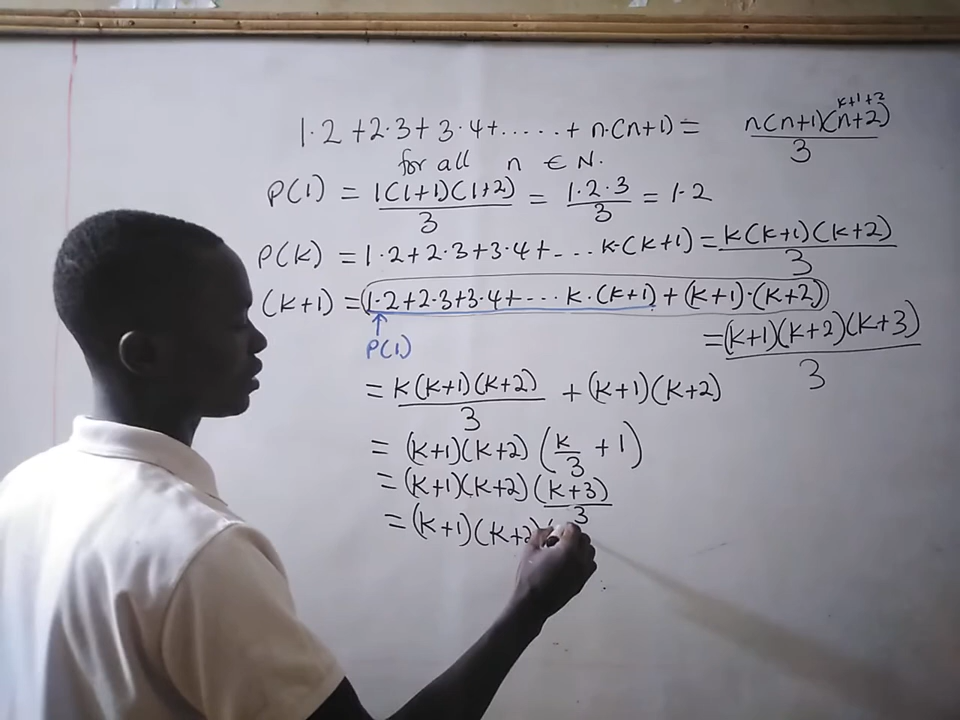 1·2 + 2·3 + 3·4 + ...... + n·(n+1) = n(n+1)(n+2)/3
k+1+2
for all n ∈ N.
P(1) = 1(1+1)(1+2)/3 = 1·2·3/3 = 1·2
P(k) = 1·2 + 2·3 + 3·4 + -... k·(k+1) = k(k+1)(k+2)/3
(k+1) = (1·2 + 2·3 + 3·4 + -... k·(k+1) + (k+1)·(k+2))
= (k+1)(k+2)(k+3)/3
↑
P(1)
= k(k+1)(k+2)/3 + (k+1)(k+2)
= (k+1)(k+2)(k/3 + 1)
= (k+1)(k+2)(k+3)/3
= (k+1)(k+2)(